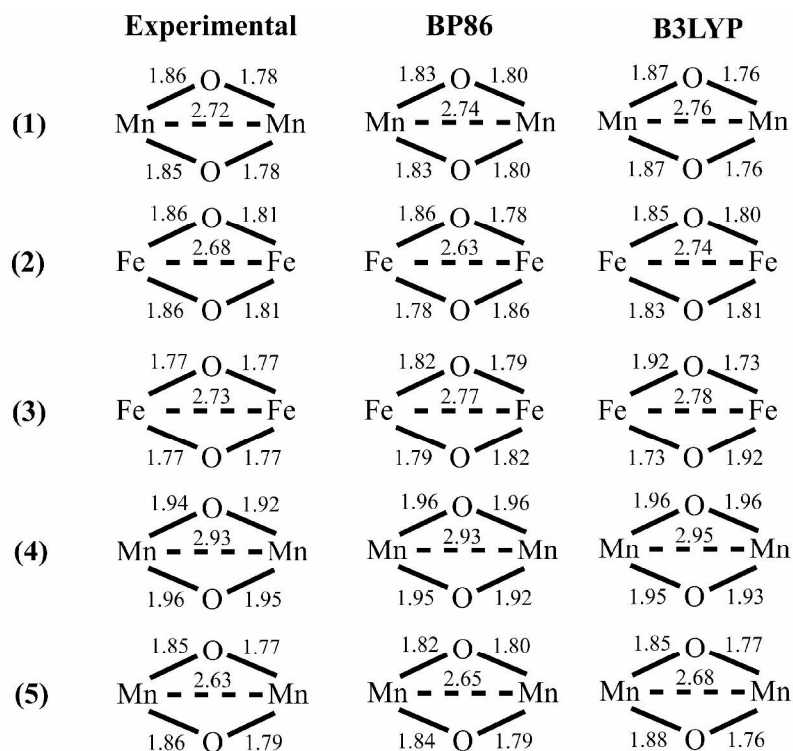 Experimental BP86 B3LYP
1.86 O 1.78 1.83 O 1.80 1.87 O 1.76
(1) Mn 2.72 Mn Mn 2.74 Mn Mn 2.76 Mn
1.85 O 1.78 1.83 O 1.80 1.87 O 1.76
1.86 O 1.81 1.86 O 1.78 1.85 O 1.80
(2) Fe 2.68 Fe Fe 2.63 Fe Fe 2.74 Fe
1.86 O 1.81 1.78 O 1.86 1.83 O 1.81
1.77 O 1.77 1.82 O 1.79 1.92 O 1.73
(3) Fe 2.73 Fe Fe 2.77 Fe Fe 2.78 Fe
1.77 O 1.77 1.79 O 1.82 1.73 O 1.92
1.94 O 1.92 1.96 O 1.96 1.96 O 1.96
(4) Mn 2.93 Mn Mn 2.93 Mn Mn 2.95 Mn
1.96 O 1.95 1.95 O 1.92 1.95 O 1.93
1.85 O 1.77 1.82 O 1.80 1.85 O 1.77
(5) Mn 2.63 Mn Mn 2.65 Mn Mn 2.68 Mn
1.86 O 1.79 1.84 O 1.79 1.88 O 1.76